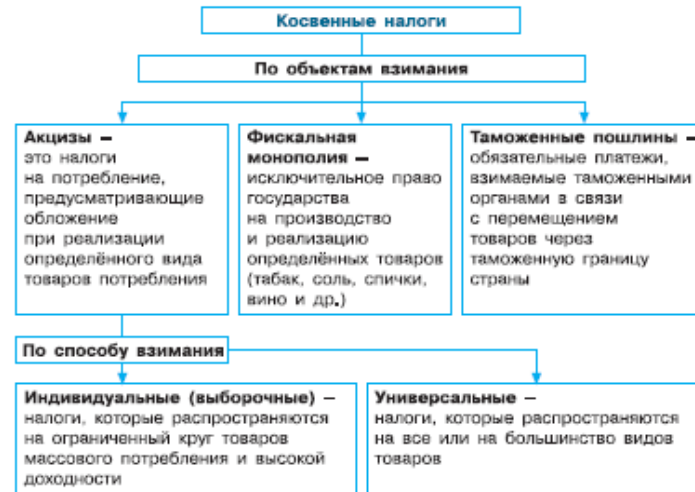 Косвенные налоги
По объектам взимания
Акцизы –
это налоги
на потребление,
предусматривающие
обложение
при реализации
определённого вида
товаров потребления
Фискальная
монополия –
исключительное право
государства
на производство
и реализацию
определённых товаров
(табак, соль, спички,
вино и др.)
Таможенные пошлины –
обязательные платежи,
взимаемые таможенными
органами в связи
с перемещением
товаров через
таможенную границу
страны
По способу взимания
Индивидуальные (выборочные) –
налоги, которые распространяются
на ограниченный круг товаров
массового потребления и высокой
доходности
Универсальные –
налоги, которые распространяются
на все или на большинство видов
товаров